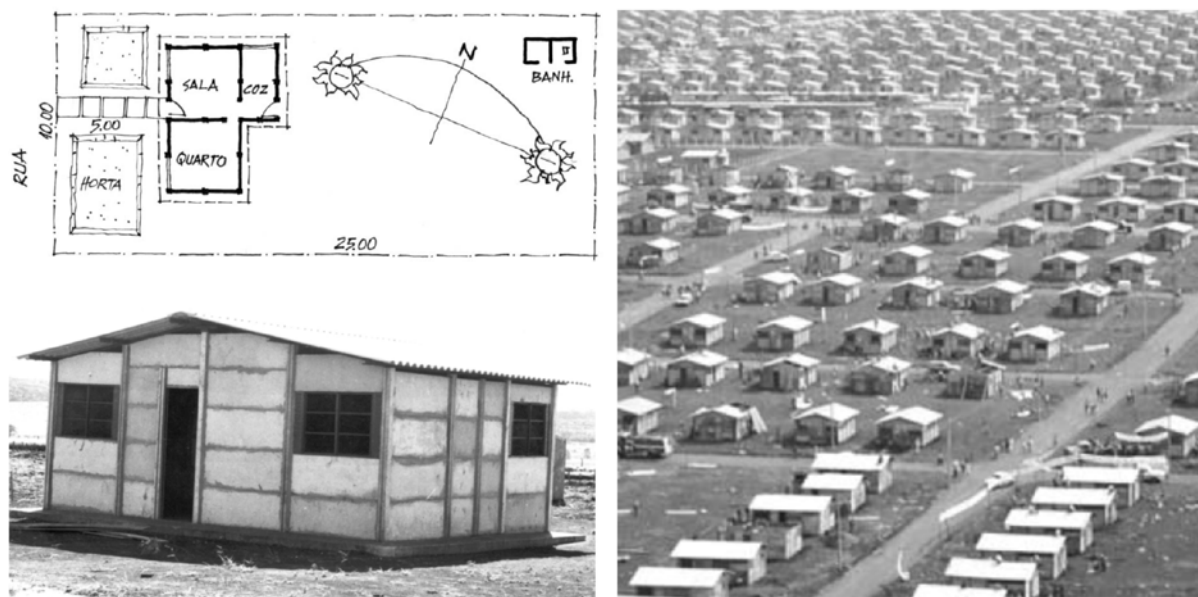 N
BANH.
SALA
COZ
10.00
5.00
RUA
QUARTO
HORTA
25.00